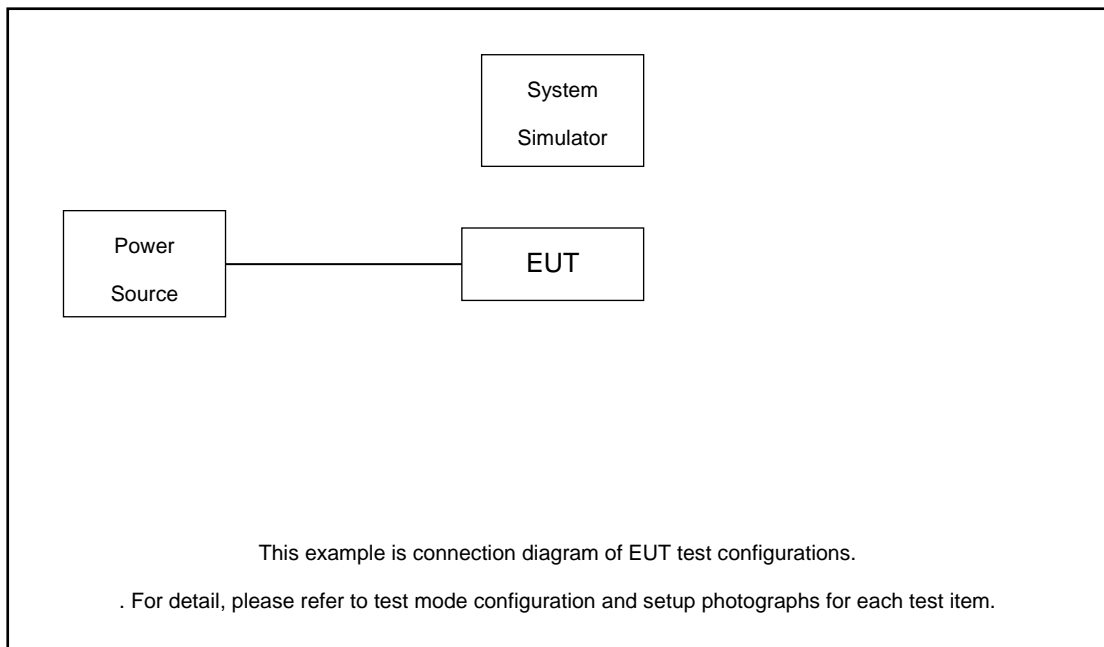 System
Simulator
Power
Source
EUT
This example is connection diagram of EUT test configurations.
. For detail, please refer to test mode configuration and setup photographs for each test item.